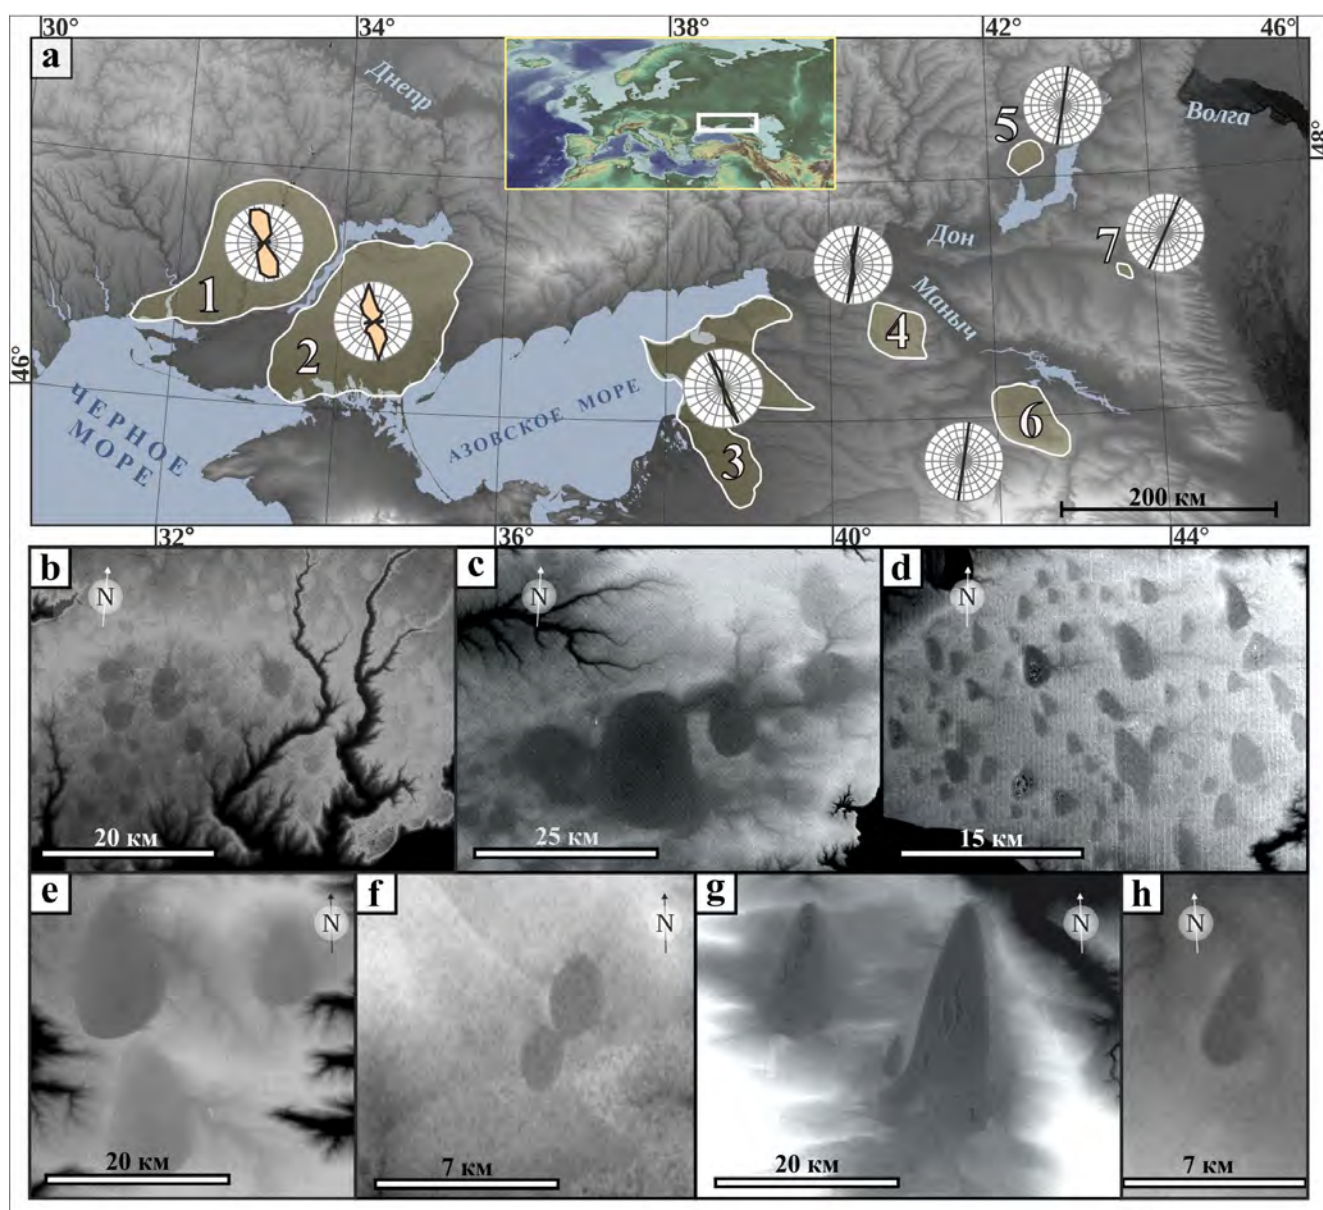 30°
34°
38°
42°
46°
a
Днепр
Волга
5
48°
1
Дон
7
2
Маныч
4
46°
ЧЕРНОЕ
МОРЕ
АЗОВСКОЕ МОРЕ
3
6
200 км
32°
36°
40°
44°
b
N
20 км
c
N
25 км
d
N
15 км
e
N
20 км
f
N
7 км
g
N
20 км
h
N
7 км